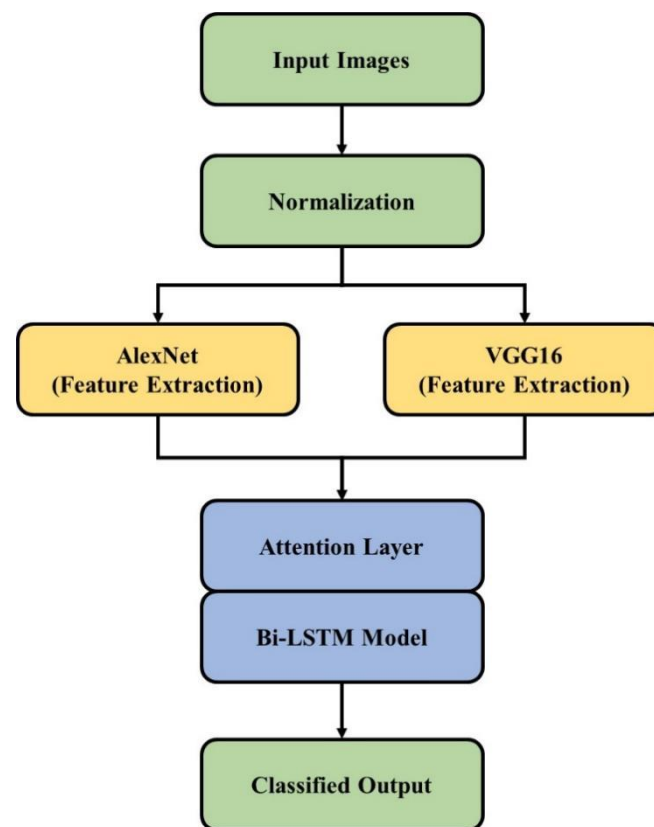 Input Images
Normalization
AlexNet
(Feature Extraction)
VGG16
(Feature Extraction)
Attention Layer
Bi-LSTM Model
Classified Output